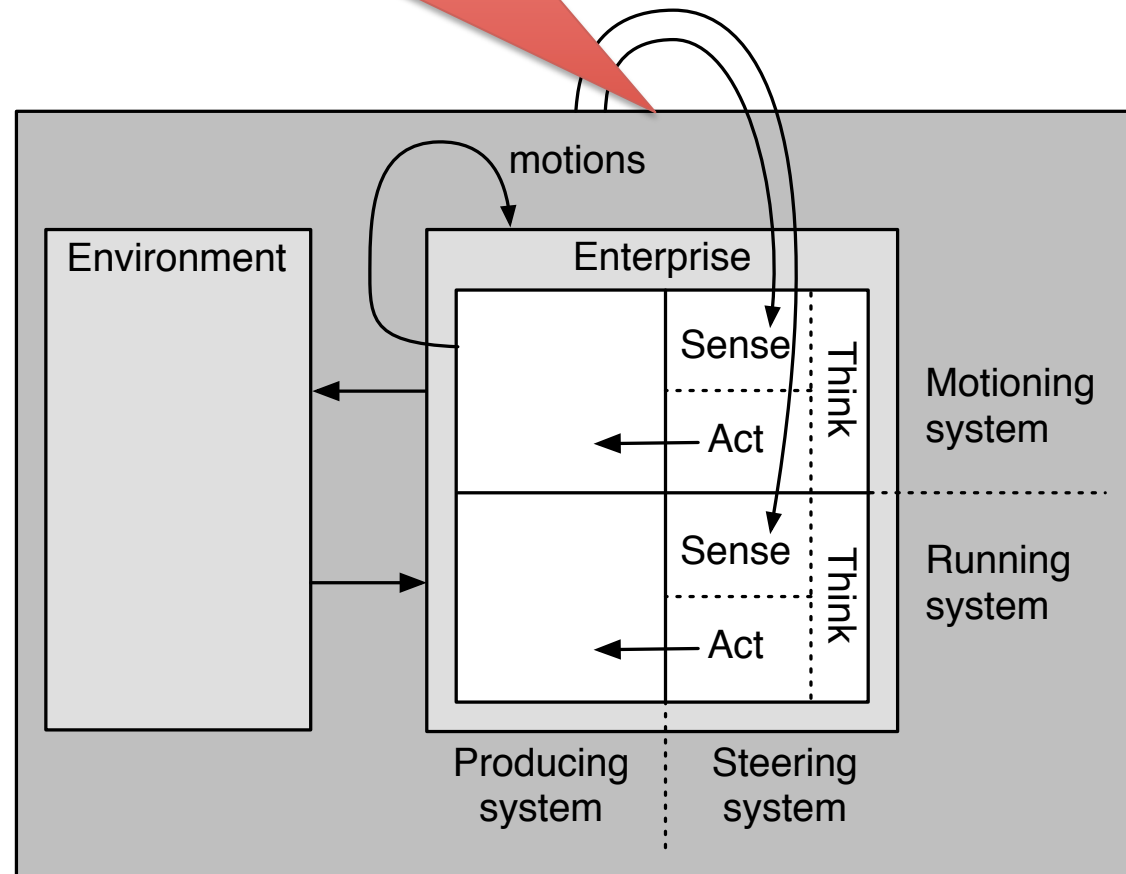 motions
Environment
Enterprise
Sense
Think
Act
Motioning
system
Sense
Think
Act
Running
system
Producing
system
Steering
system